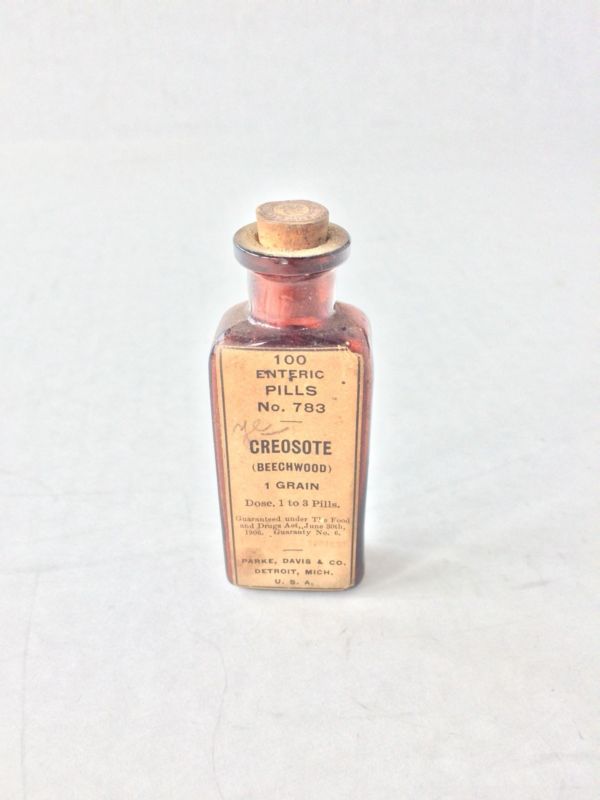 100
ENTERIC
PILLS
No. 783
CREOSOTE
(BEECHWOOD)
1 GRAIN
Dose, 1 to 3 Pills.
Guaranteed under The Food
and Drugs Act, June 30th,
1906. Guaranty No. 6.
PARKE, DAVIS & CO.
DETROIT, MICH.
U. S. A.